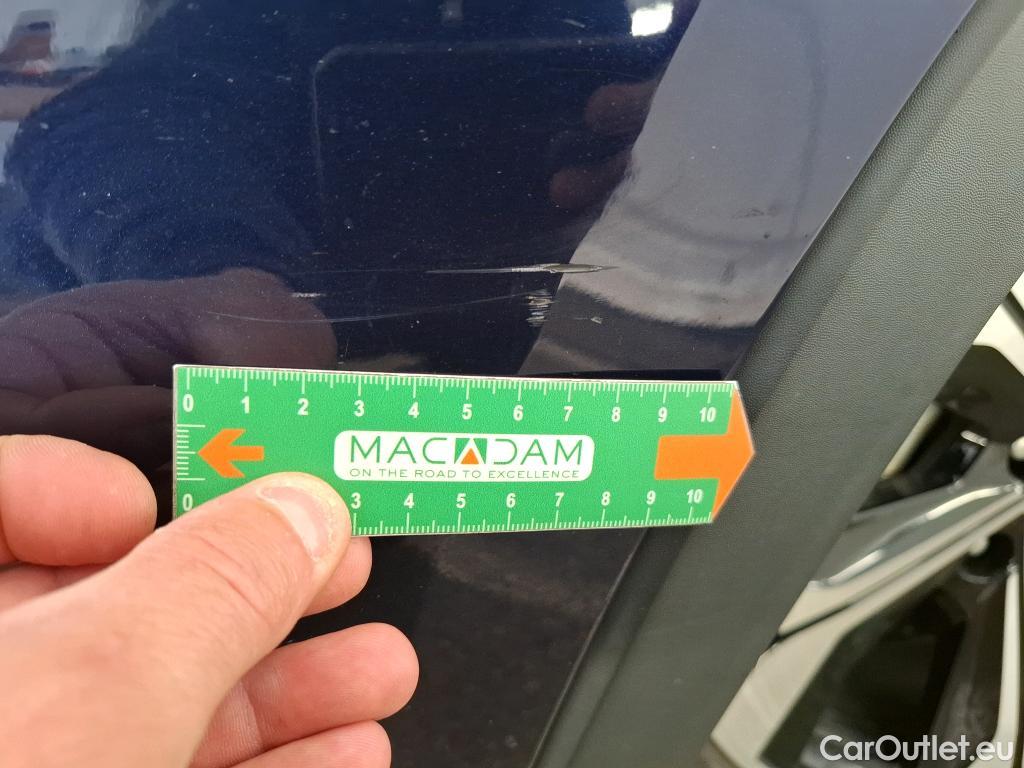 0 1 2 3 4 5 6 7 8 9 10
MACADAM
ON THE ROAD TO EXCELLENCE
0 3 4 5 6 7 8 9 10
CarOutlet.eu